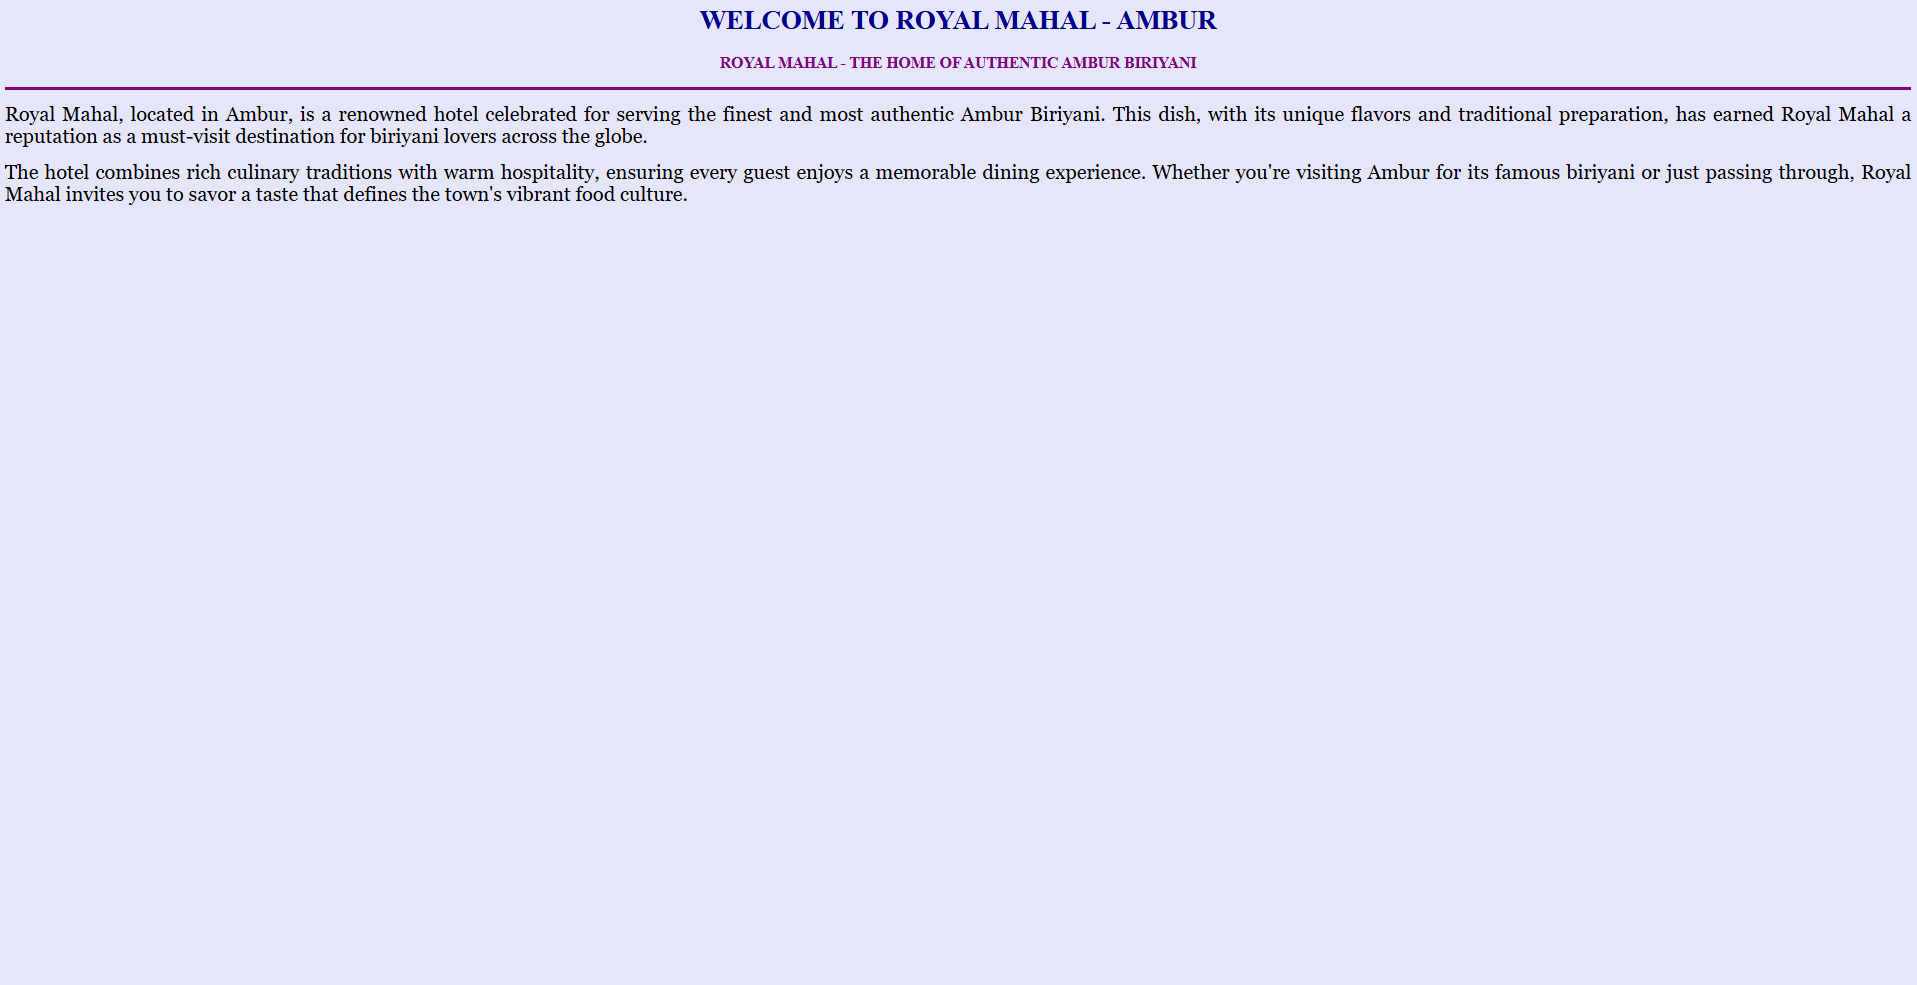 WELCOME TO ROYAL MAHAL - AMBUR
ROYAL MAHAL - THE HOME OF AUTHENTIC AMBUR BIRIYANI
Royal Mahal, located in Ambur, is a renowned hotel celebrated for serving the finest and most authentic Ambur Biriyani. This dish, with its unique flavors and traditional preparation, has earned Royal Mahal a
reputation as a must-visit destination for biriyani lovers across the globe.
The hotel combines rich culinary traditions with warm hospitality, ensuring every guest enjoys a memorable dining experience. Whether you're visiting Ambur for its famous biriyani or just passing through, Royal
Mahal invites you to savor a taste that defines the town's vibrant food culture.